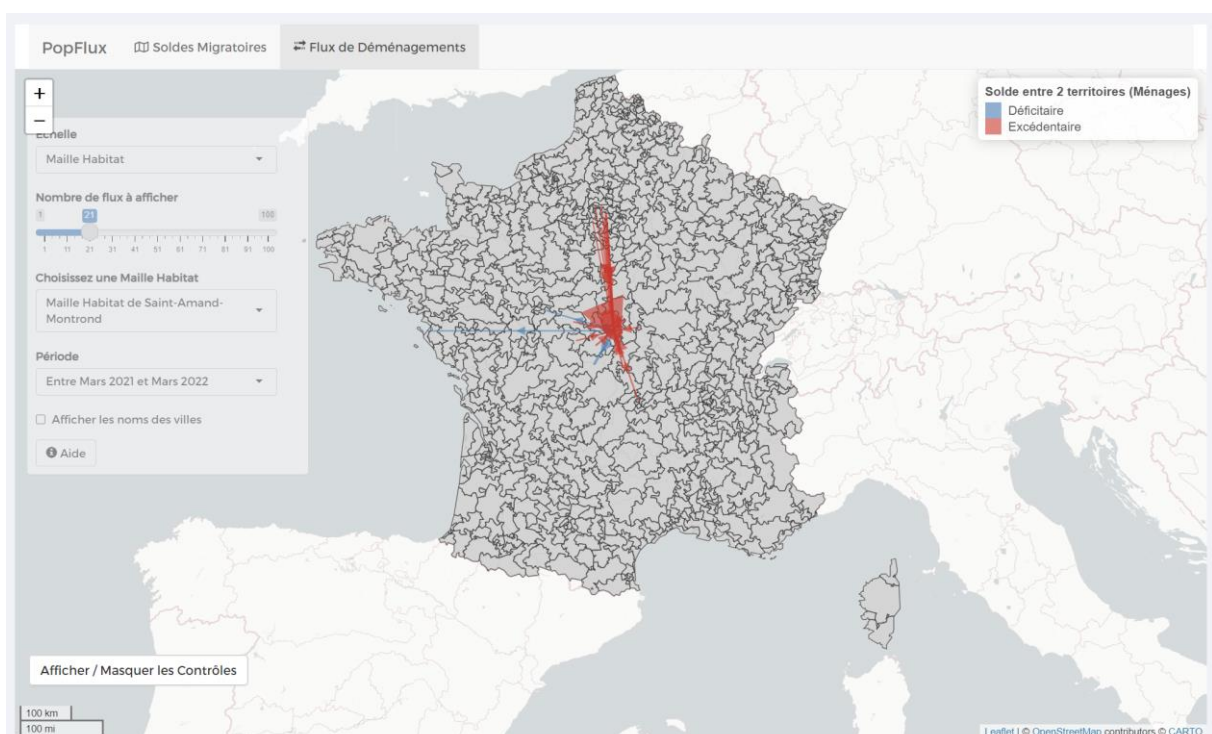 PopFlux
Soldes Migratoires
Flux de Déménagements
+
−
Echelle
Maille Habitat
Nombre de flux à afficher
1
21
100
1 11 21 31 41 51 61 71 81 91 100
Choisissez une Maille Habitat
Maille Habitat de Saint-Amand-
Montrond
Période
Entre Mars 2021 et Mars 2022
Afficher les noms des villes
Aide
Afficher / Masquer les Contrôles
100 km
100 mi
Solde entre 2 territoires (Ménages)
Déficitaire
Excédentaire
Leaflet | © OpenStreetMap contributors © CARTO